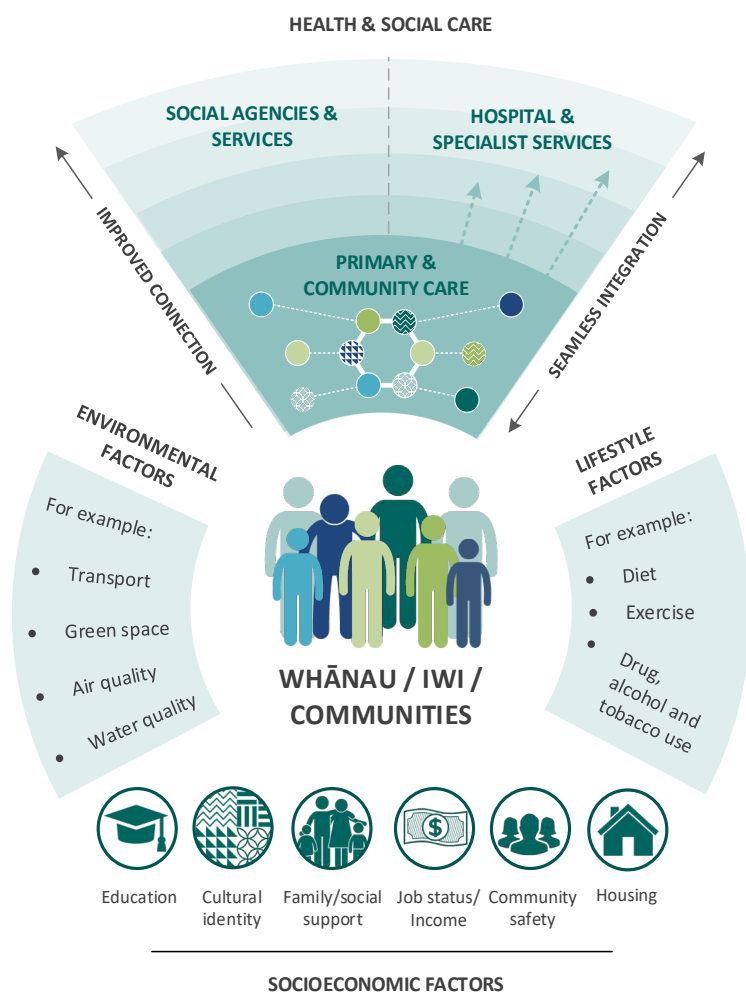 HEALTH & SOCIAL CARE
SOCIAL AGENCIES &
SERVICES
HOSPITAL &
SPECIALIST SERVICES
IMPROVED CONNECTION
SEAMLESS INTEGRATION
PRIMARY &
COMMUNITY CARE
ENVIRONMENTAL
FACTORS
For example:
• Transport
• Green space
• Air quality
• Water quality
LIFESTYLE
FACTORS
For example:
• Diet
• Exercise
• Drug,
alcohol and
tobacco use
WHĀNAU / IWI /
COMMUNITIES
$
Education
Cultural
identity
Family/social
support
Job status/
Income
Community
safety
Housing
SOCIOECONOMIC FACTORS